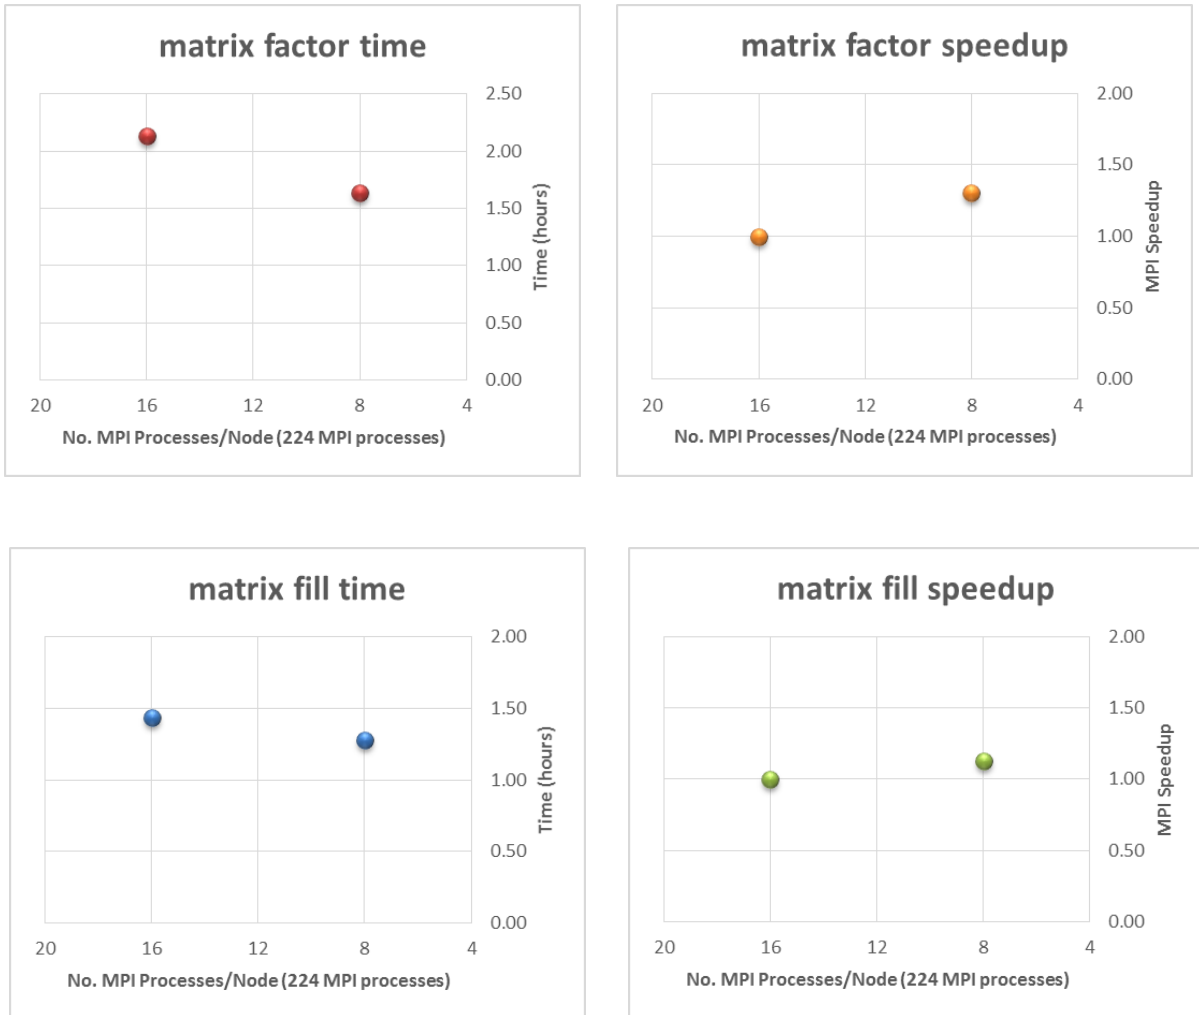 matrix factor time
2.50
2.00
1.50
1.00
0.50
0.00
Time (hours)
20 16 12 8 4
No. MPI Processes/Node (224 MPI processes)
matrix factor speedup
2.00
1.50
1.00
0.50
0.00
MPI Speedup
20 16 12 8 4
No. MPI Processes/Node (224 MPI processes)
matrix fill time
2.00
1.50
1.00
0.50
0.00
Time (hours)
20 16 12 8 4
No. MPI Processes/Node (224 MPI processes)
matrix fill speedup
2.00
1.50
1.00
0.50
0.00
MPI Speedup
20 16 12 8 4
No. MPI Processes/Node (224 MPI processes)